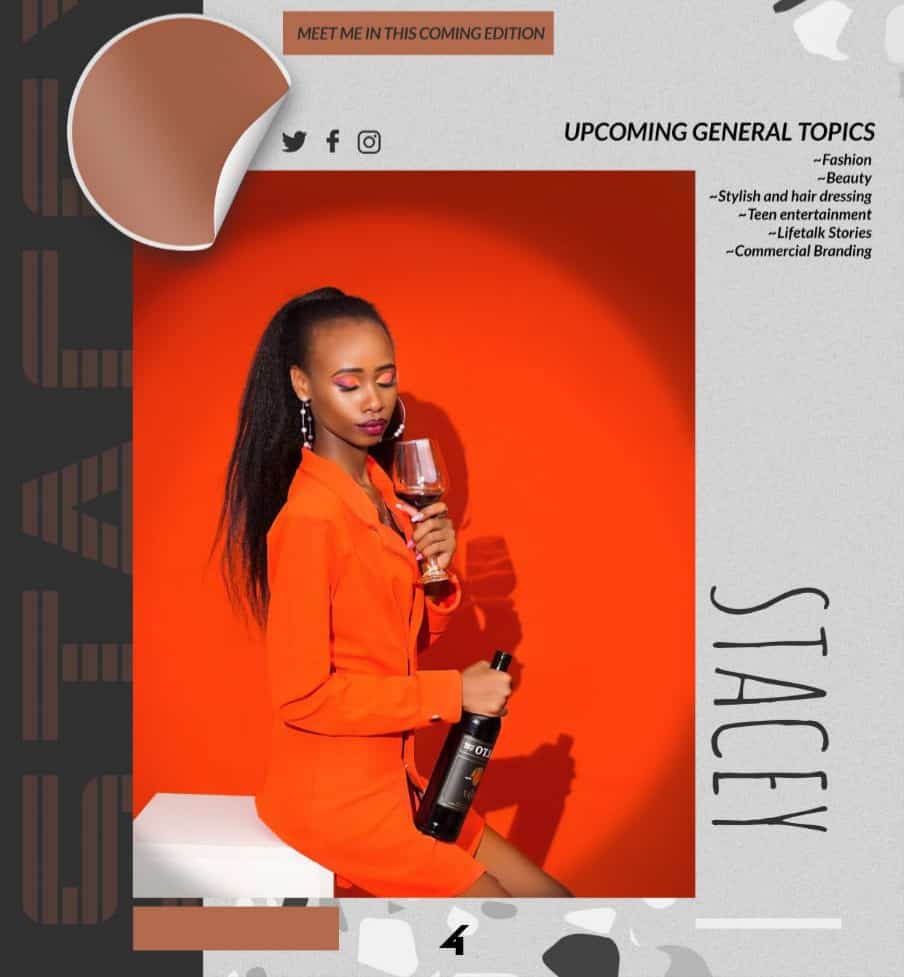 MEET ME IN THIS COMING EDITION
UPCOMING GENERAL TOPICS
~Fashion
~Beauty
~Stylish and hair dressing
~Teen entertainment
~Lifetalk Stories
~Commercial Branding
STACEY
STACEY
4